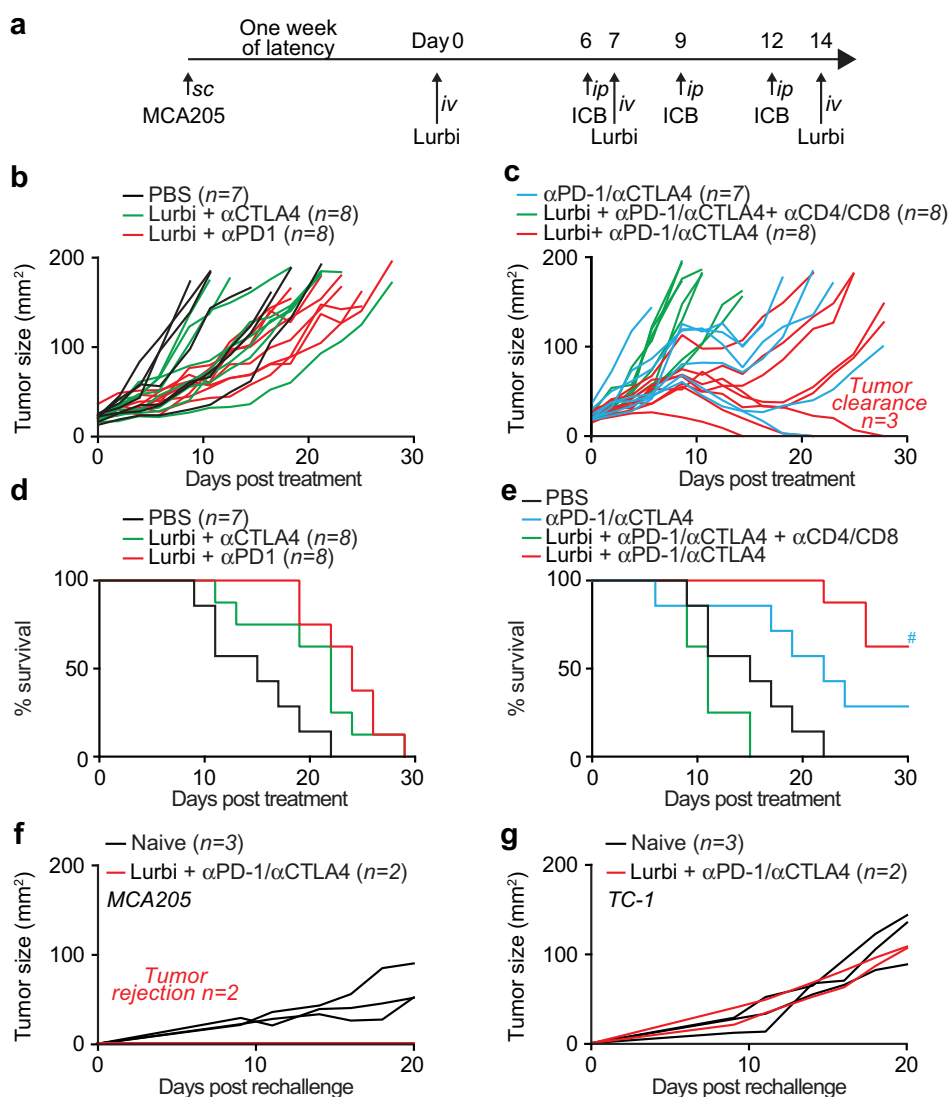 a
One week
of latency
Day 0
6 7 9 12 14
sc
MCA205
iv
Lurbi
ip
ICB
iv
Lurbi
ip
ICB
ip
ICB
iv
Lurbi
b
PBS (n=7)
Lurbi + αCTLA4 (n=8)
Lurbi + αPD1 (n=8)
Tumor size (mm²)
200
100
0
0 10 20 30
Days post treatment
c
αPD-1/αCTLA4 (n=7)
Lurbi + αPD-1/αCTLA4+ αCD4/CD8 (n=8)
Lurbi+ αPD-1/αCTLA4 (n=8)
Tumor size (mm²)
200
100
0
Tumor
clearance
n=3
0 10 20 30
Days post treatment
d
PBS (n=7)
Lurbi + αCTLA4 (n=8)
Lurbi + αPD1 (n=8)
% survival
100
50
0
0 10 20 30
Days post treatment
e
PBS
αPD-1/αCTLA4
Lurbi + αPD-1/αCTLA4 + αCD4/CD8
Lurbi + αPD-1/αCTLA4
% survival
100
50
0
#
0 10 20 30
Days post treatment
f
Naive (n=3)
Lurbi + αPD-1/αCTLA4 (n=2)
MCA205
Tumor size (mm²)
200
100
0
Tumor
rejection n=2
0 10 20
Days post rechallenge
g
Naive (n=3)
Lurbi + αPD-1/αCTLA4 (n=2)
TC-1
Tumor size (mm²)
200
100
0
0 10 20
Days post rechallenge